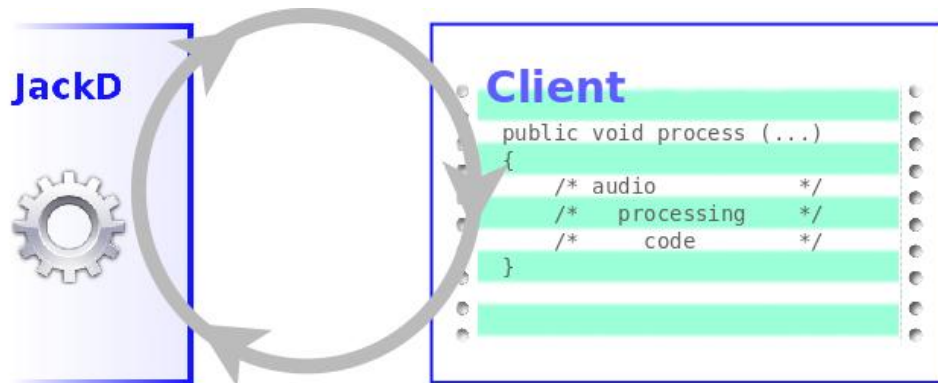 JackD
Client
public void process (...)
{
    /* audio           */
    /*   processing    */
    /*     code        */
}